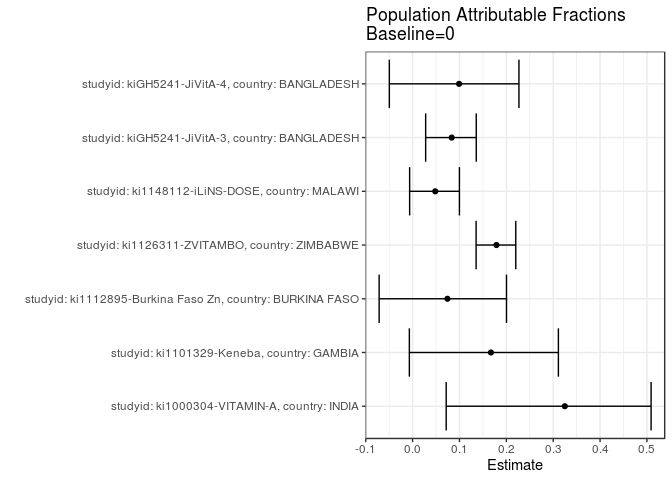 Population Attributable Fractions
Baseline=0
studyid: kiGH5241-JiVitA-4, country: BANGLADESH
studyid: kiGH5241-JiVitA-3, country: BANGLADESH
studyid: ki1148112-iLiNS-DOSE, country: MALAWI
studyid: ki1126311-ZVITAMBO, country: ZIMBABWE
studyid: ki1112895-Burkina Faso Zn, country: BURKINA FASO
studyid: ki1101329-Keneba, country: GAMBIA
studyid: ki1000304-VITAMIN-A, country: INDIA
-0.1 0.0 0.1 0.2 0.3 0.4 0.5
Estimate